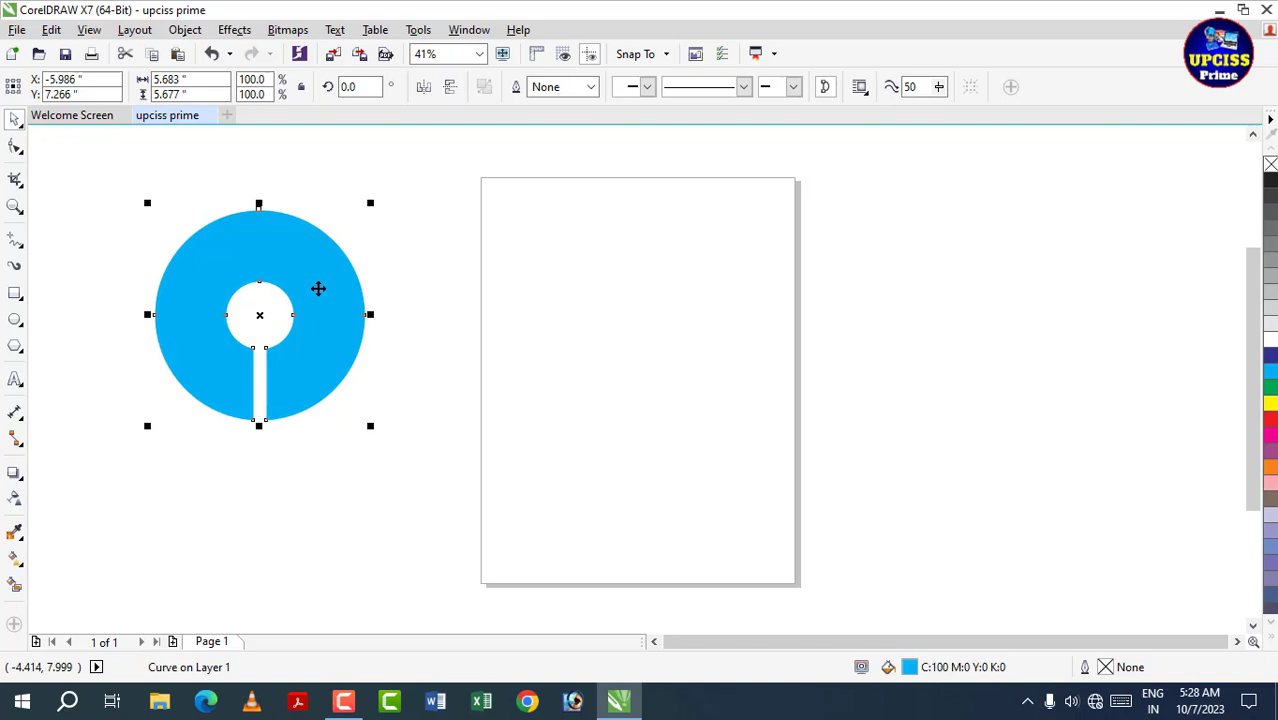 CorelDRAW X7 (64-Bit) - upciss prime
File Edit View Layout Object Effects Bitmaps Text Table Tools Window Help
41% Snap To
UPCISS
Prime
X: -5.986 " 5.683 " 100.0 % 0.0 ° None 50
Y: 7.266 " 5.677 " 100.0 %
Welcome Screen upciss prime
1 of 1 Page 1
(-4.414, 7.999 ) Curve on Layer 1 C:100 M:0 Y:0 K:0 None
ENG 5:28 AM
IN 10/7/2023